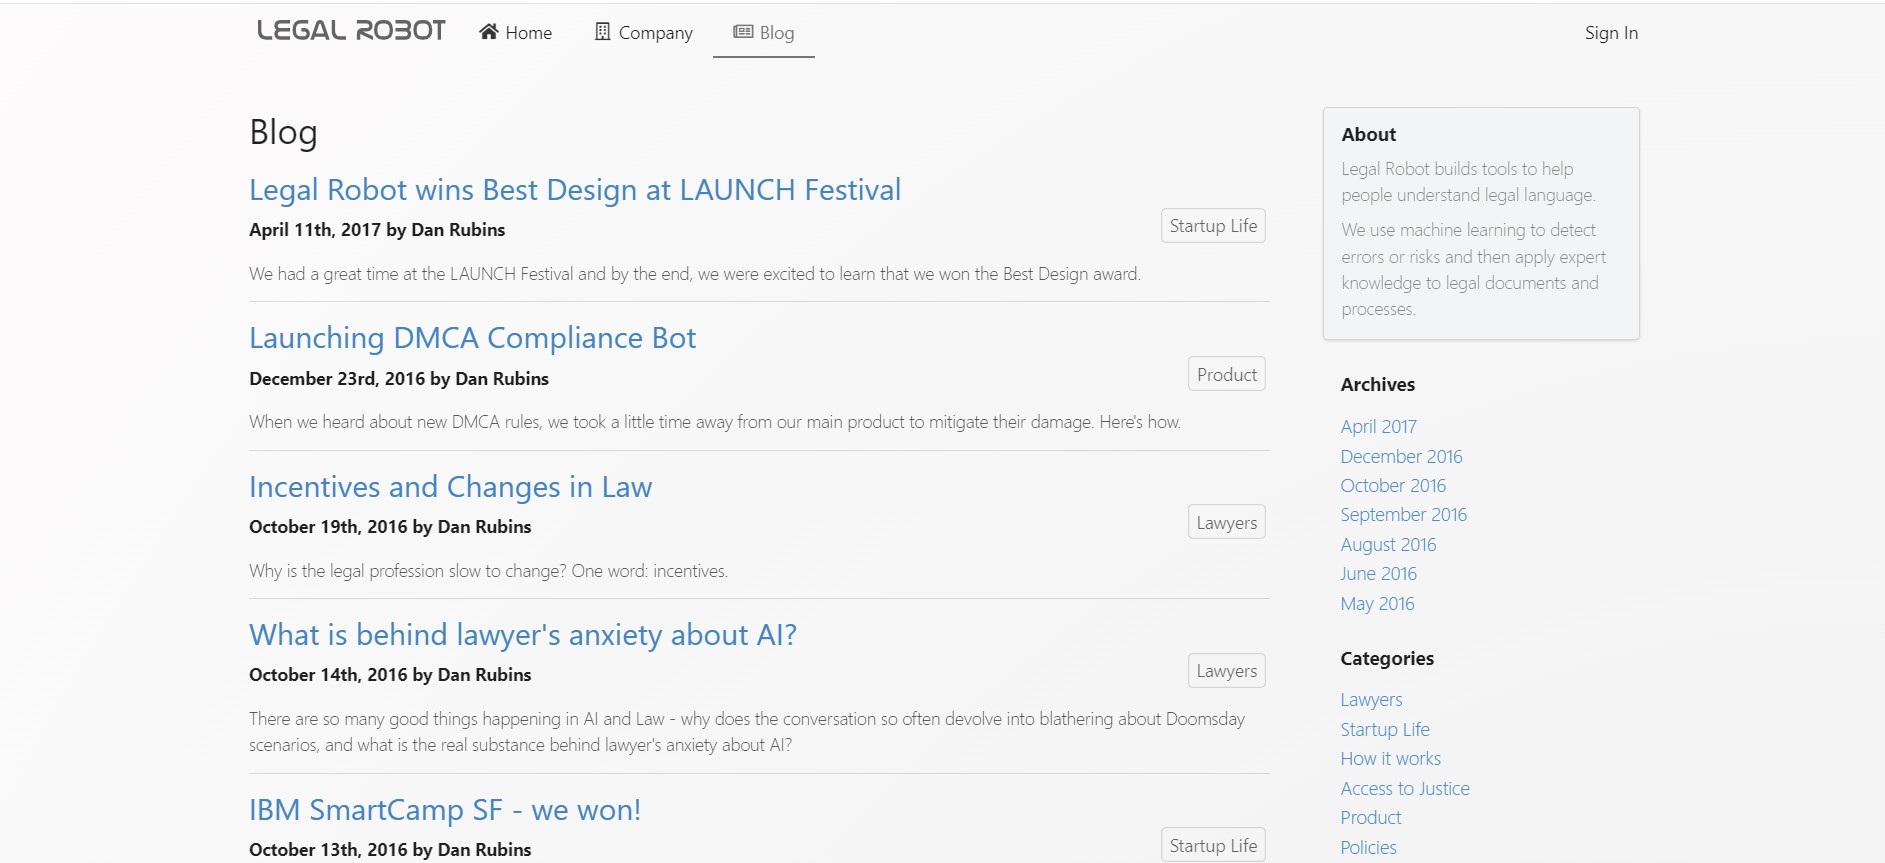 LEGAL ROBOT
Home
Company
Blog
Sign In
Blog
Legal Robot wins Best Design at LAUNCH Festival
April 11th, 2017 by Dan Rubins
Startup Life
We had a great time at the LAUNCH Festival and by the end, we were excited to learn that we won the Best Design award.
Launching DMCA Compliance Bot
December 23rd, 2016 by Dan Rubins
Product
When we heard about new DMCA rules, we took a little time away from our main product to mitigate their damage. Here's how.
Incentives and Changes in Law
October 19th, 2016 by Dan Rubins
Lawyers
Why is the legal profession slow to change? One word: incentives.
What is behind lawyer's anxiety about AI?
October 14th, 2016 by Dan Rubins
Lawyers
There are so many good things happening in AI and Law - why does the conversation so often devolve into blathering about Doomsday
scenarios, and what is the real substance behind lawyer's anxiety about AI?
IBM SmartCamp SF - we won!
October 13th, 2016 by Dan Rubins
Startup Life
About
Legal Robot builds tools to help
people understand legal language.
We use machine learning to detect
errors or risks and then apply expert
knowledge to legal documents and
processes.
Archives
April 2017
December 2016
October 2016
September 2016
August 2016
June 2016
May 2016
Categories
Lawyers
Startup Life
How it works
Access to Justice
Product
Policies